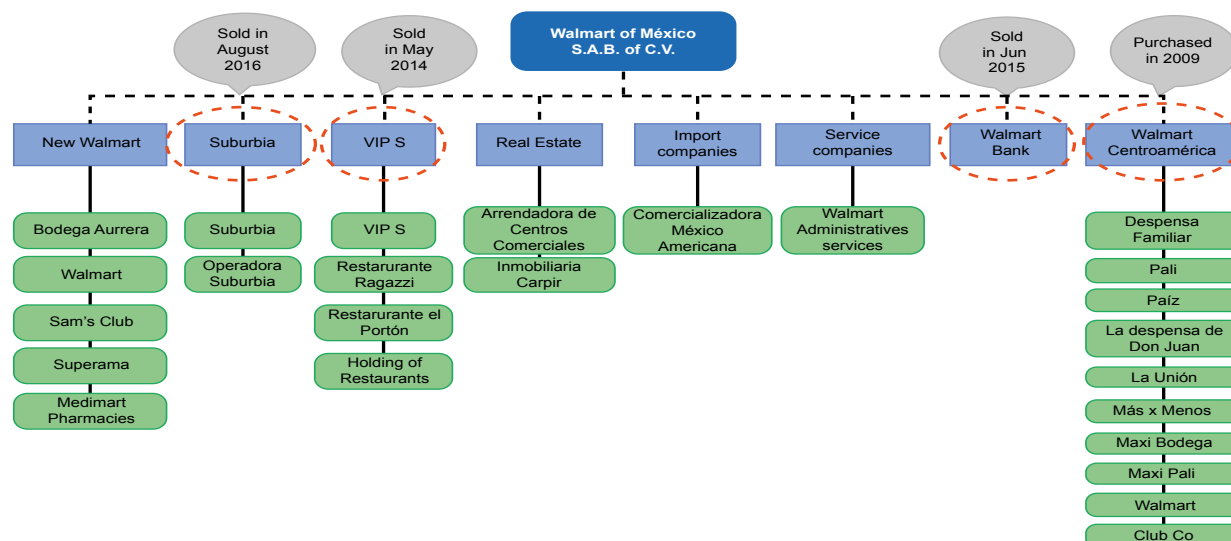 Sold in
August
2016
Sold
in May
2014
Walmart of México
S.A.B. of C.V.
Sold
in Jun
2015
Purchased
in 2009
New Walmart
Suburbia
VIP S
Real Estate
Import
companies
Service
companies
Walmart
Bank
Walmart
Centroamérica
Bodega Aurrera
Walmart
Sam's Club
Superama
Medimart
Pharmacies
Suburbia
Operadora
Suburbia
VIP S
Restarurante
Ragazzi
Restarurante el
Portón
Holding of
Restaurants
Arrendadora de
Centros
Comerciales
Inmobiliaria
Carpir
Comercializadora
México
Americana
Walmart
Administratives
services
Despensa
Familiar
Pali
Paíz
La despensa de
Don Juan
La Unión
Más x Menos
Maxi Bodega
Maxi Pali
Walmart
Club Co